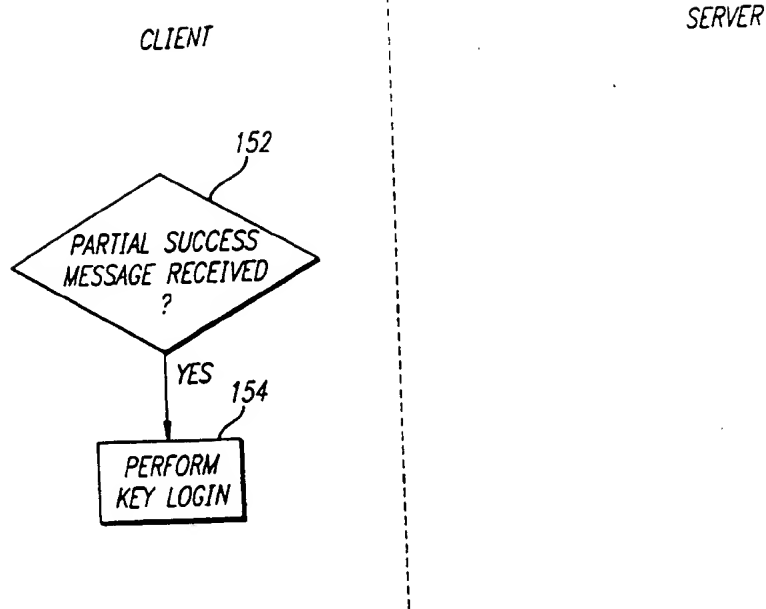 CLIENT
SERVER
152
PARTIAL SUCCESS
MESSAGE RECEIVED
?
YES
154
PERFORM
KEY LOGIN